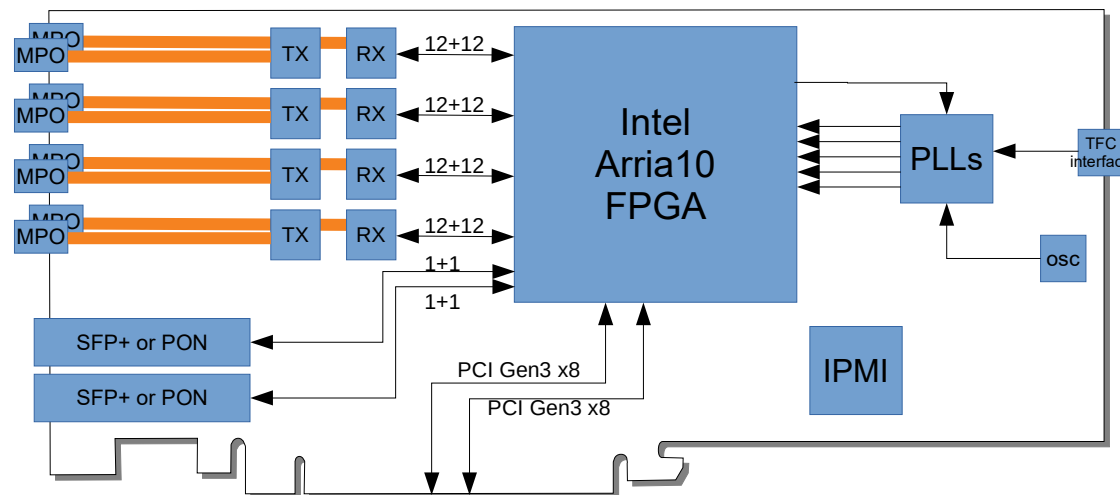 MPO
MPO
TX
RX
12+12
MPO
MPO
TX
RX
12+12
MPO
MPO
TX
RX
12+12
MPO
MPO
TX
RX
12+12
1+1
1+1
Intel
Arria10
FPGA
PLLs
TFC
interface
osc
SFP+ or PON
SFP+ or PON
PCI Gen3 x8
PCI Gen3 x8
IPMI